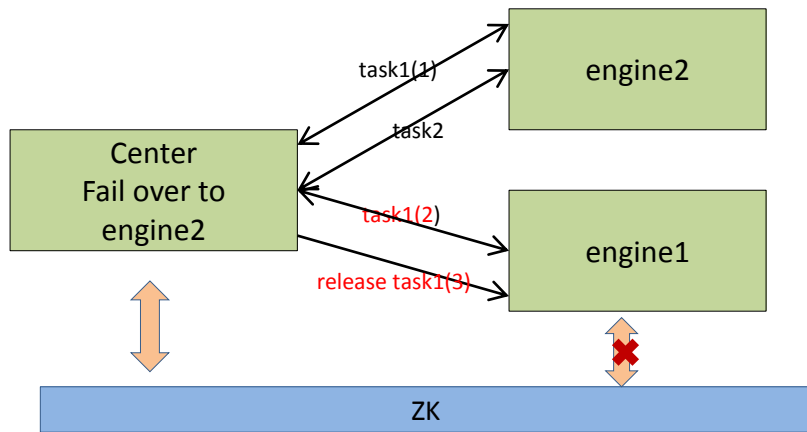 task1(1)
engine2
task2
Center
Fail over to
engine2
task1(2)
engine1
release task1(3)
ZK